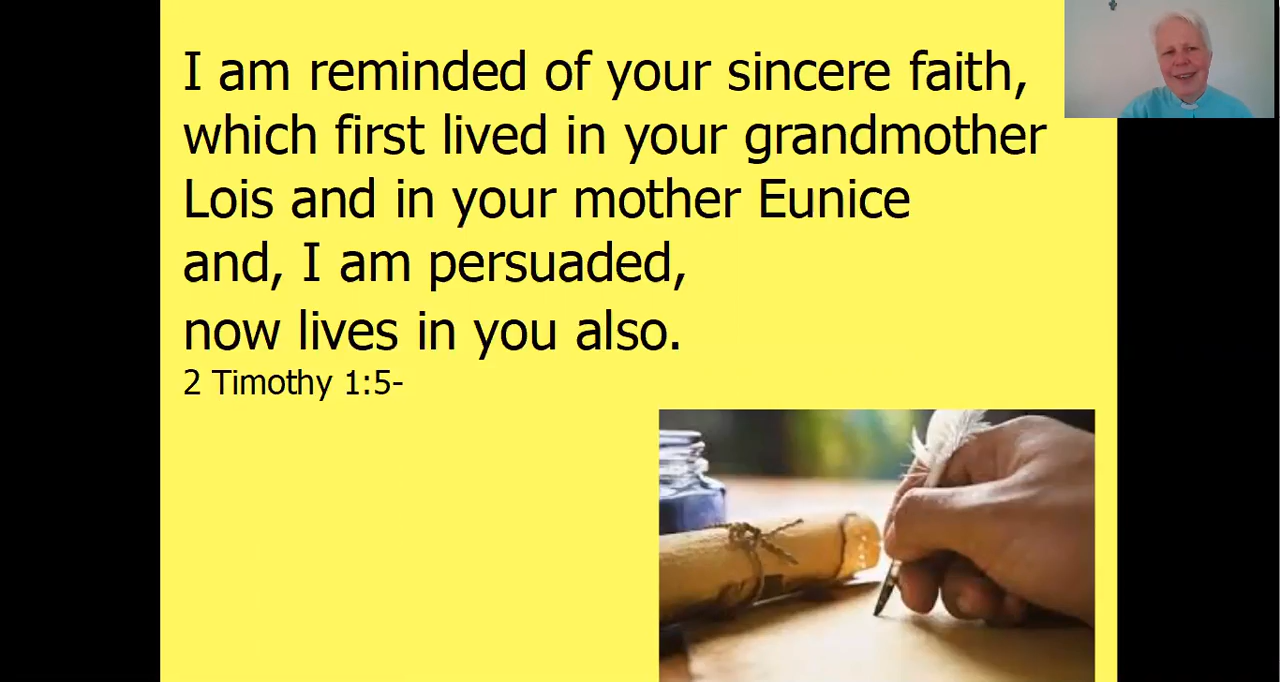 I am reminded of your sincere faith,
which first lived in your grandmother
Lois and in your mother Eunice
and, I am persuaded,
now lives in you also.
2 Timothy 1:5-